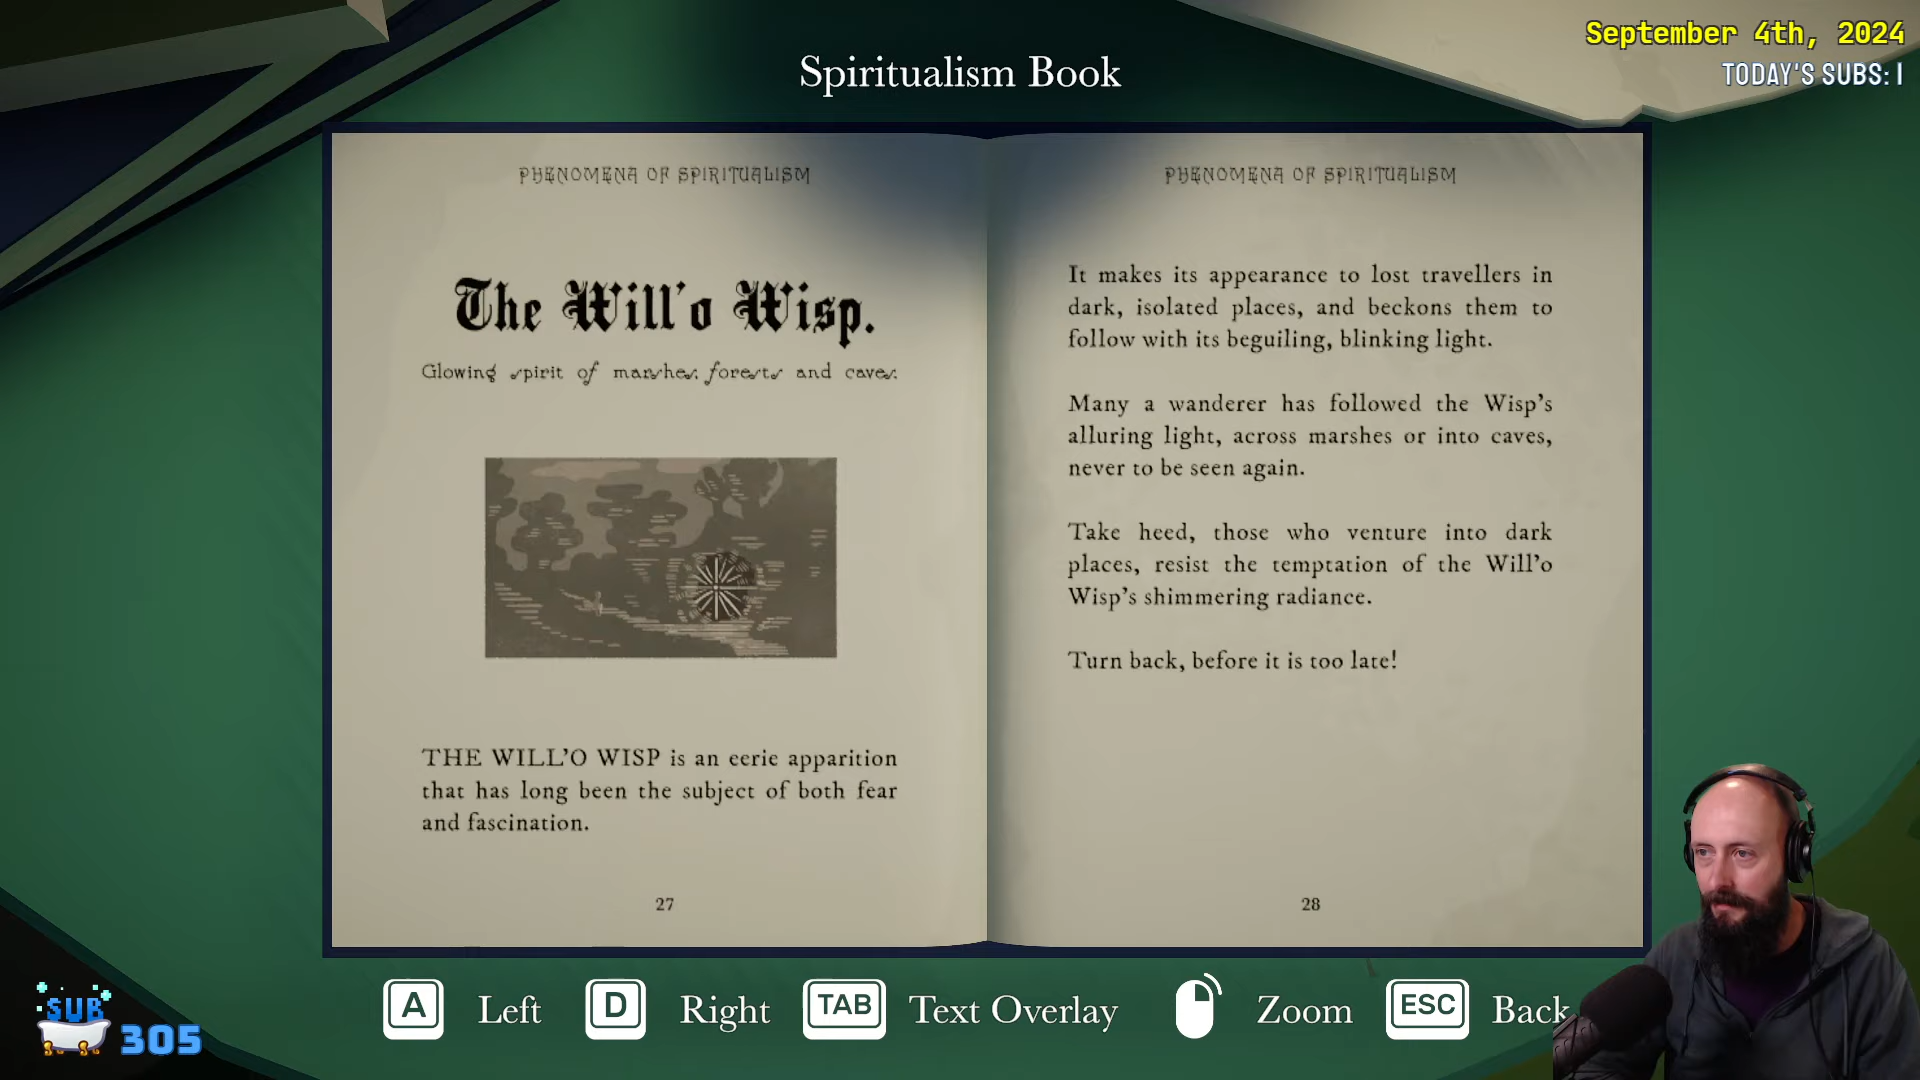 September 4th, 2024
TODAY'S SUBS: 1
Spiritualism Book
PHENOMENA OF SPIRITUALISM
The Will'o Wisp.
Glowing spirit of marshes, forests and caves.
THE WILL'O WISP is an eerie apparition
that has long been the subject of both fear
and fascination.
27
PHENOMENA OF SPIRITUALISM
It makes its appearance to lost travellers in
dark, isolated places, and beckons them to
follow with its beguiling, blinking light.
Many a wanderer has followed the Wisp's
alluring light, across marshes or into caves,
never to be seen again.
Take heed, those who venture into dark
places, resist the temptation of the Will'o
Wisp's shimmering radiance.
Turn back, before it is too late!
28
SUB
305
A Left D Right TAB Text Overlay Zoom ESC Back